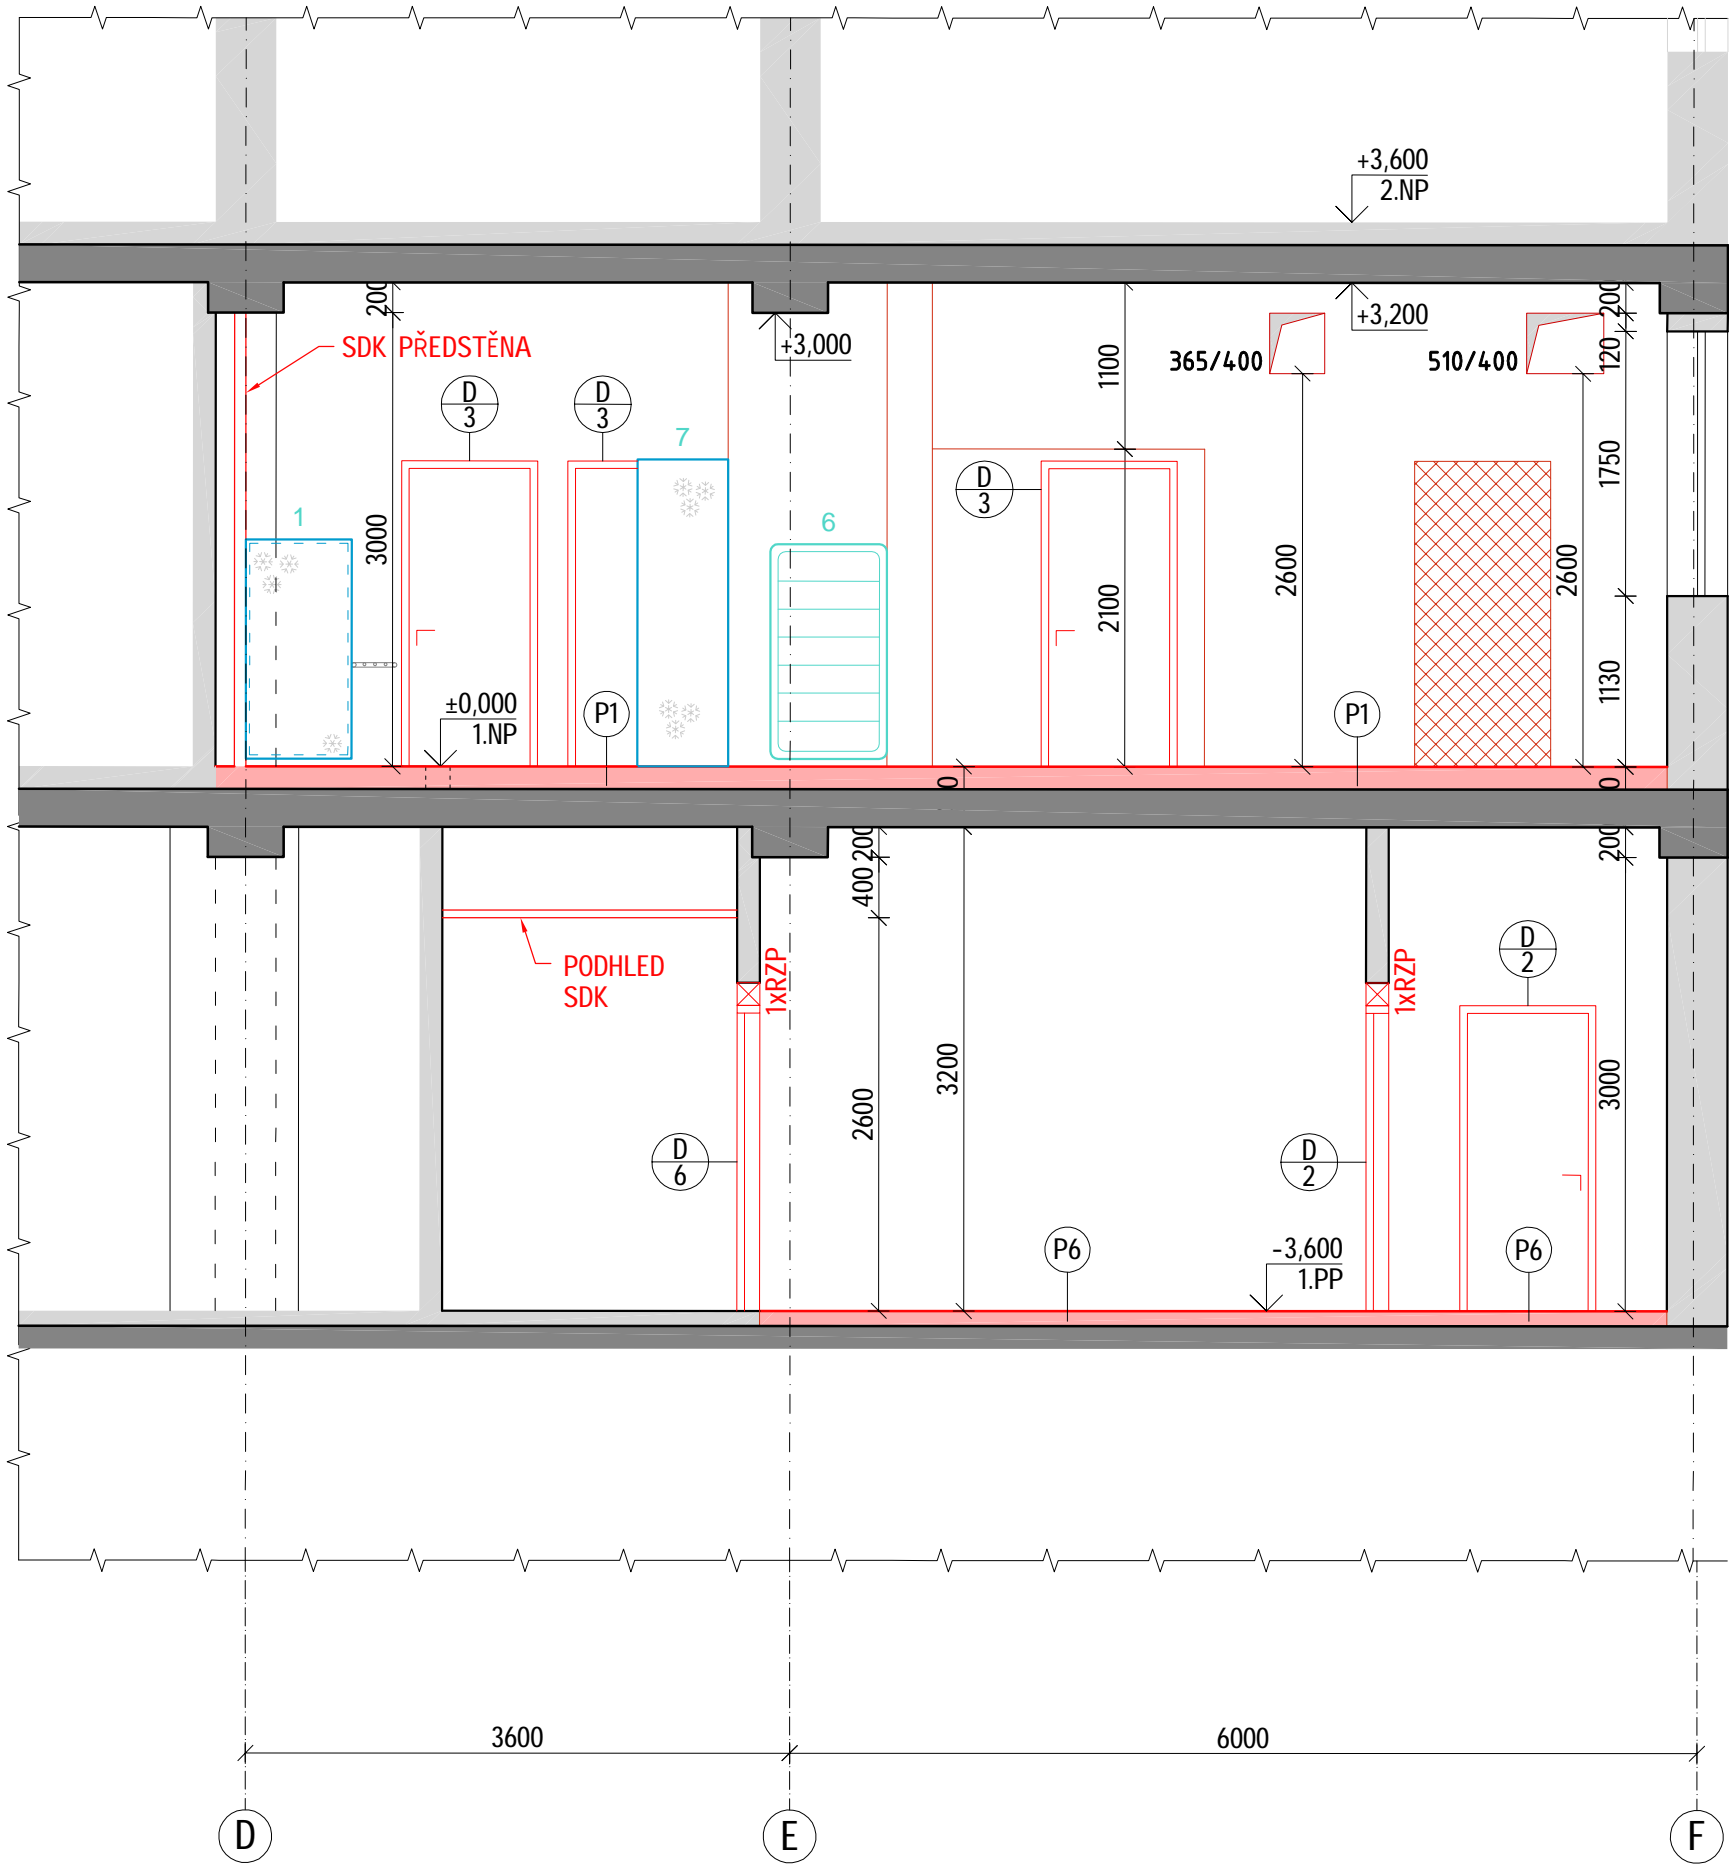 +3,600
2.NP
200
SDK PŘEDSTĚNA
+3,000
+3,200
200
120
1100
365/400
510/400
D
3
D
3
7
D
3
1750
1
6
3000
2100
2600
2600
1130
±0,000
1.NP
P1
P1
0
0
200
200
400
PODHLED
SDK
1xRZP
1xRZP
D
2
2600
3200
3000
D
6
D
2
P6
-3,600
1.PP
P6
3600
6000
D
E
F